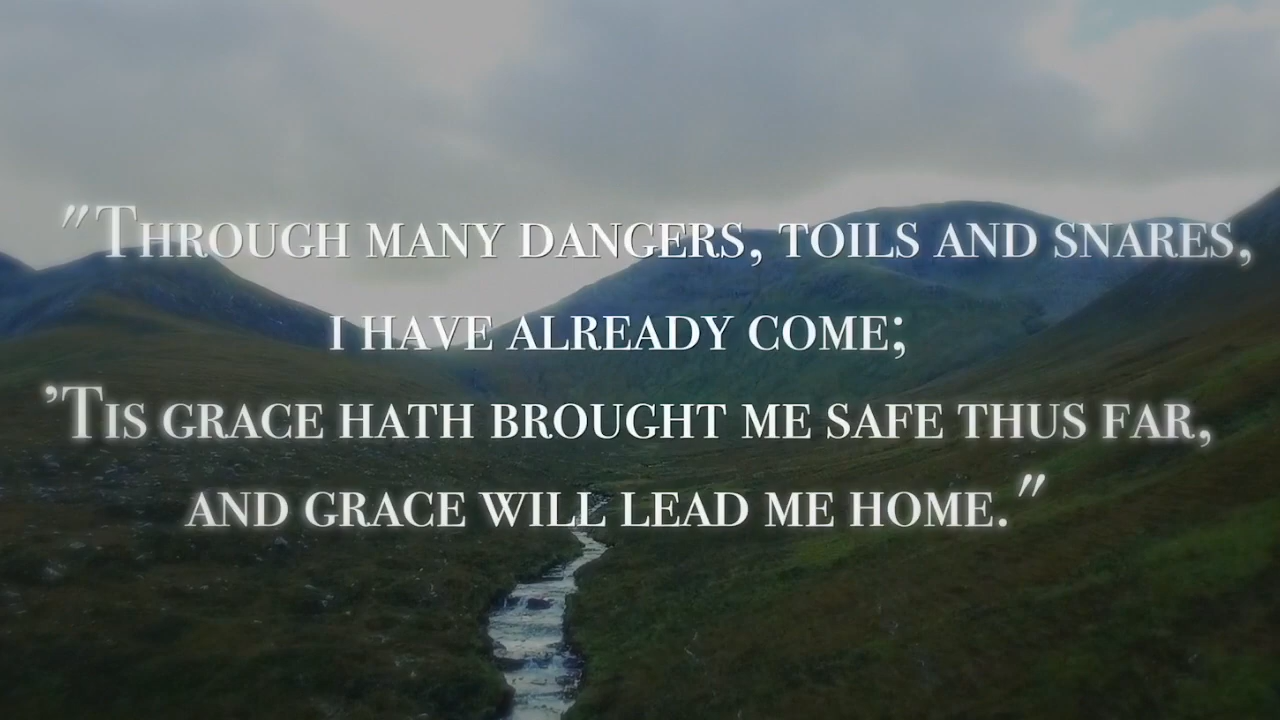 "Through many dangers, toils and snares,
i have already come;
'Tis grace hath brought me safe thus far,
and grace will lead me home."